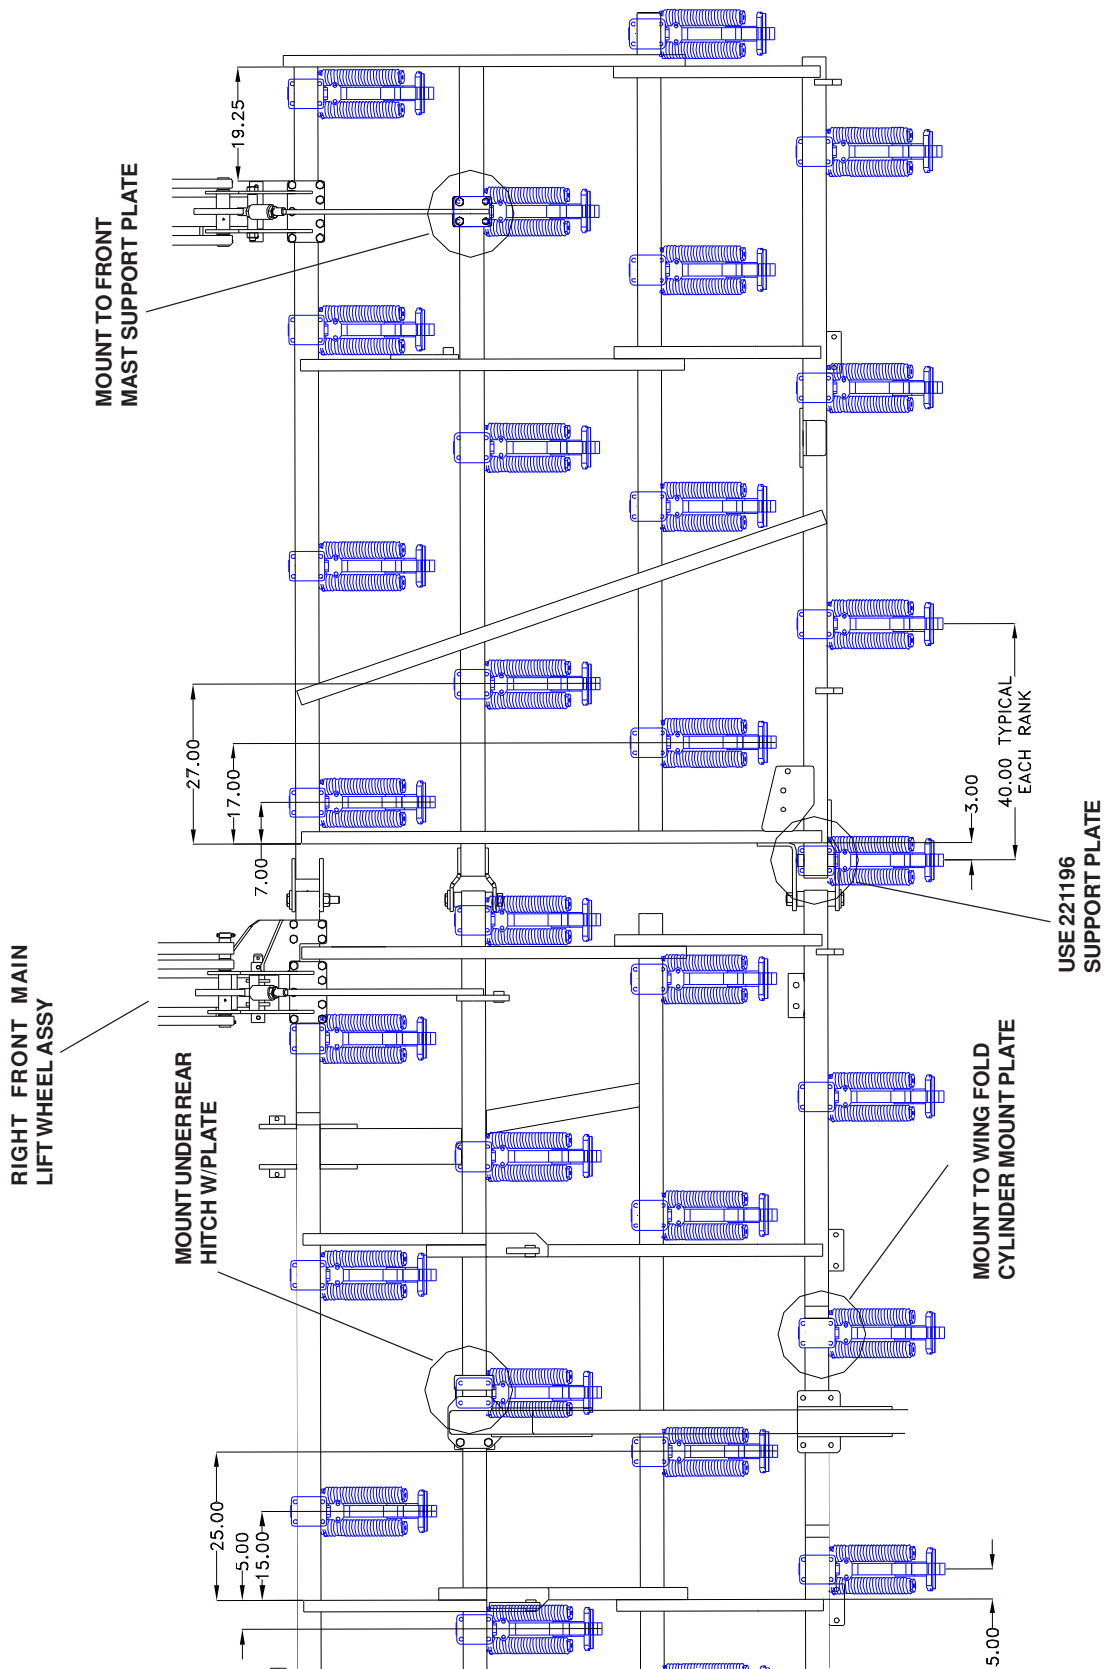 19.25
MOUNT TO FRONT
MAST SUPPORT PLATE
27.00
17.00
7.00
40.00 TYPICAL
EACH RANK
3.00
USE 221196
SUPPORT PLATE
RIGHT FRONT MAIN
LIFT WHEEL ASSY
MOUNT UNDER REAR
HITCH W/PLATE
MOUNT TO WING FOLD
CYLINDER MOUNT PLATE
25.00
5.00
15.00
5.00